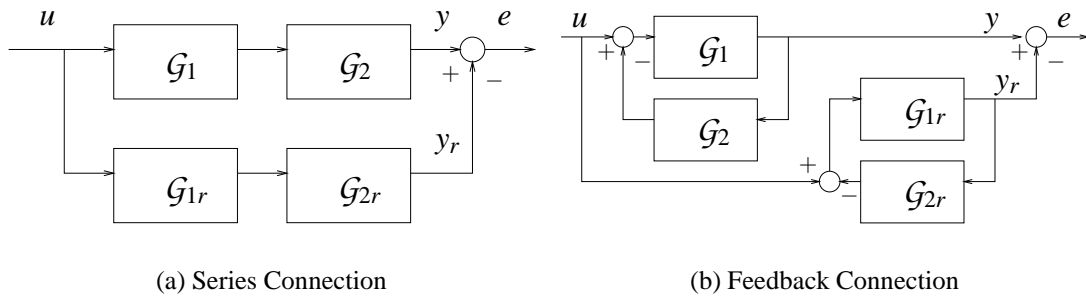 u
y
e
𝒢1
𝒢2
+
−
yr
𝒢1r
𝒢2r
(a) Series Connection
u
y
e
+
−
𝒢1
+
−
𝒢2
yr
𝒢1r
+
−
𝒢2r
(b) Feedback Connection